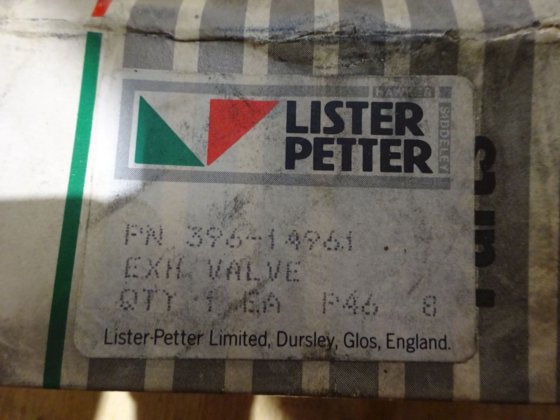 HAWKER
SIDDELEY
LISTER
PETTER
Parts
PN 396-14961
EXH VALVE
QTY 1 EA P46 8
Lister-Petter Limited, Dursley, Glos, England.